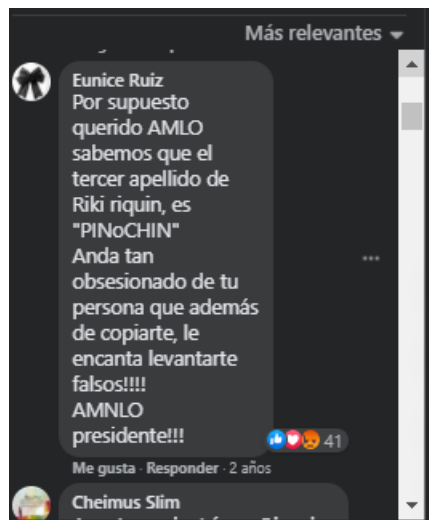 Más relevantes
Eunice Ruiz
Por supuesto
querido AMLO
sabemos que el
tercer apellido de
Riki riquin, es
"PINoCHIN"
Anda tan
obsesionado de tu
persona que además
de copiarte, le
encanta levantarte
falsos!!!!
AMNLO
presidente!!!
41
Me gusta · Responder · 2 años
Cheimus Slim